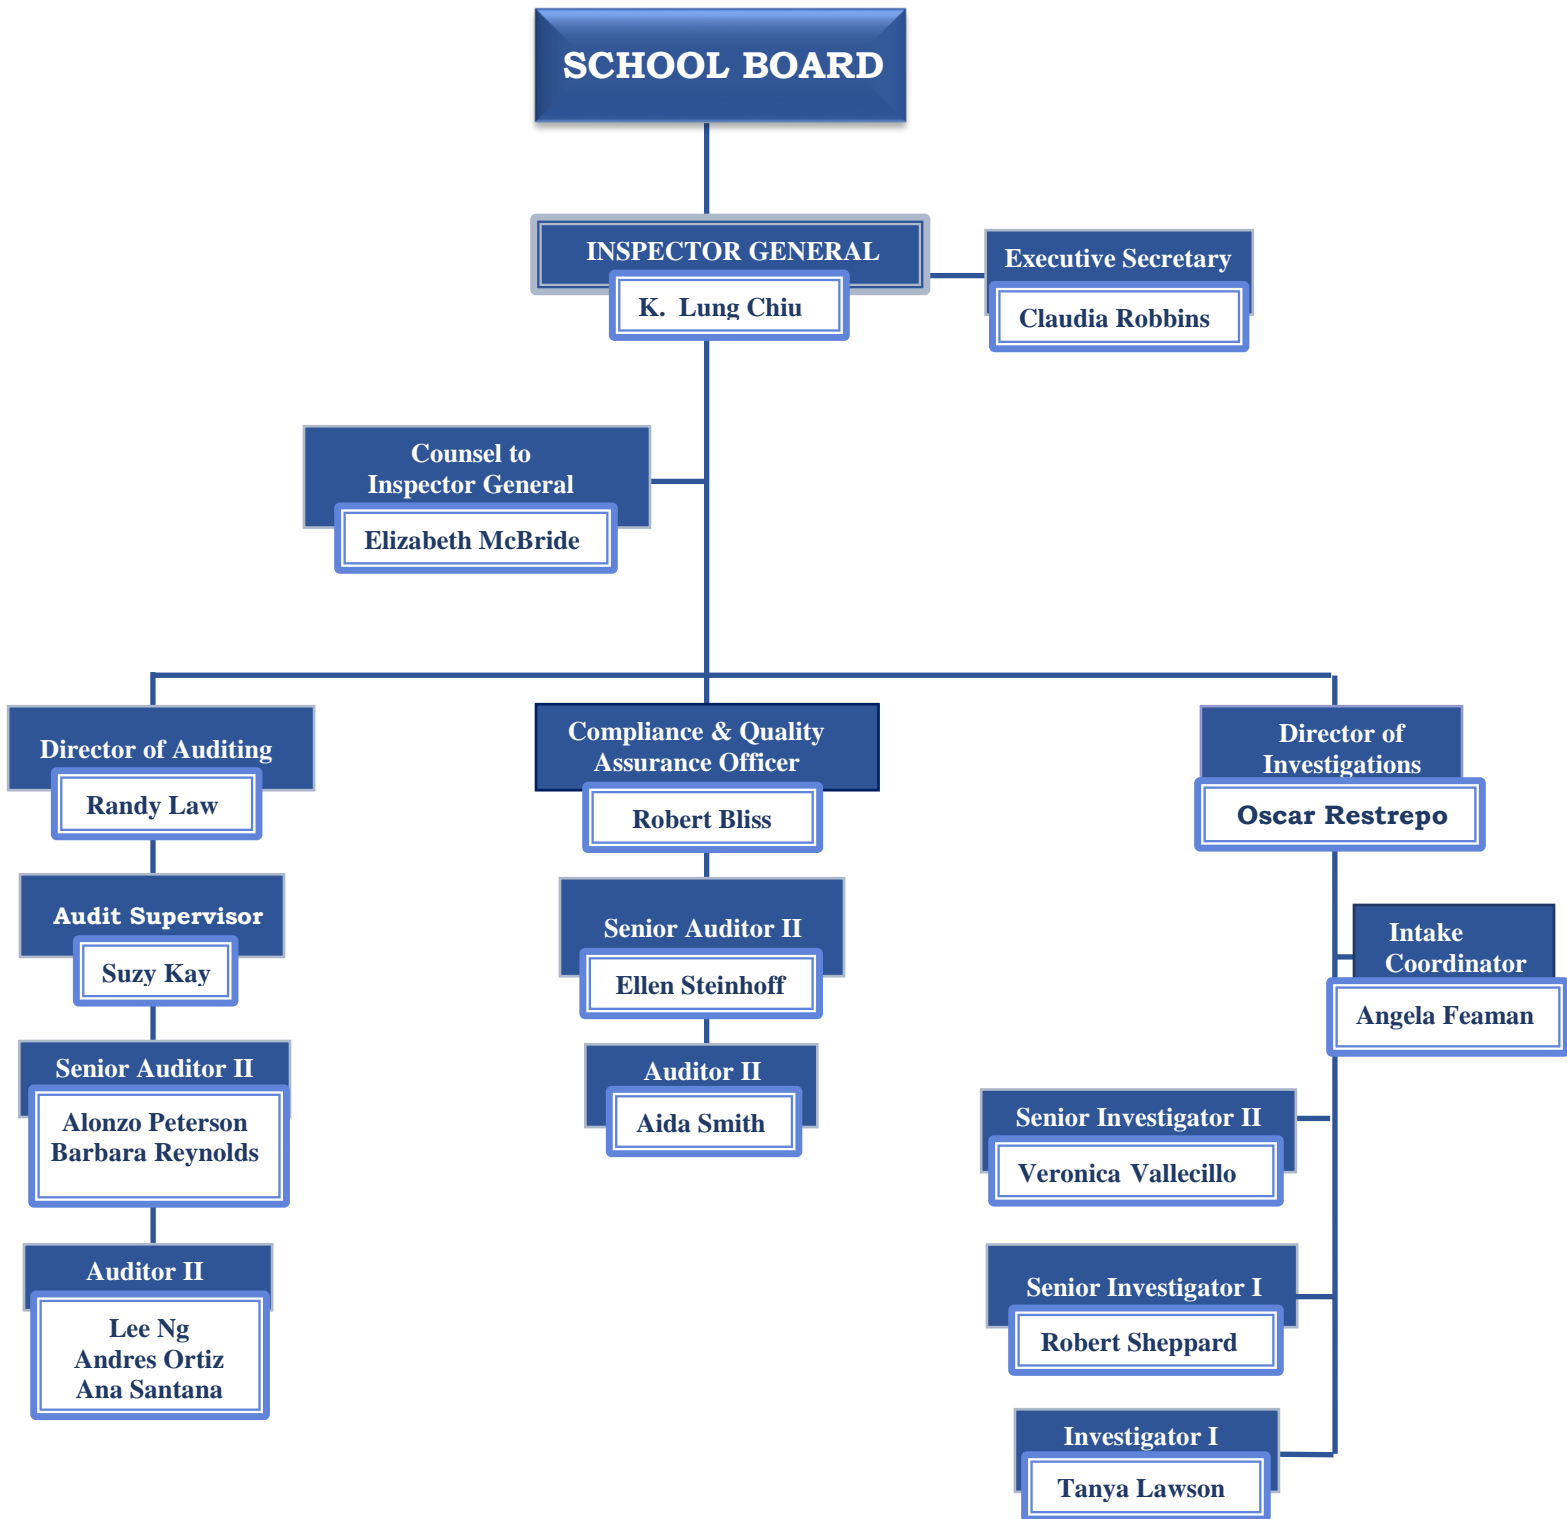 SCHOOL BOARD
INSPECTOR GENERAL
K. Lung Chiu
Executive Secretary
Claudia Robbins
Counsel to
Inspector General
Elizabeth McBride
Director of Auditing
Randy Law
Audit Supervisor
Suzy Kay
Senior Auditor II
Alonzo Peterson
Barbara Reynolds
Auditor II
Lee Ng
Andres Ortiz
Ana Santana
Compliance & Quality
Assurance Officer
Robert Bliss
Senior Auditor II
Ellen Steinhoff
Auditor II
Aida Smith
Director of
Investigations
Oscar Restrepo
Intake
Coordinator
Angela Feaman
Senior Investigator II
Veronica Vallecillo
Senior Investigator I
Robert Sheppard
Investigator I
Tanya Lawson